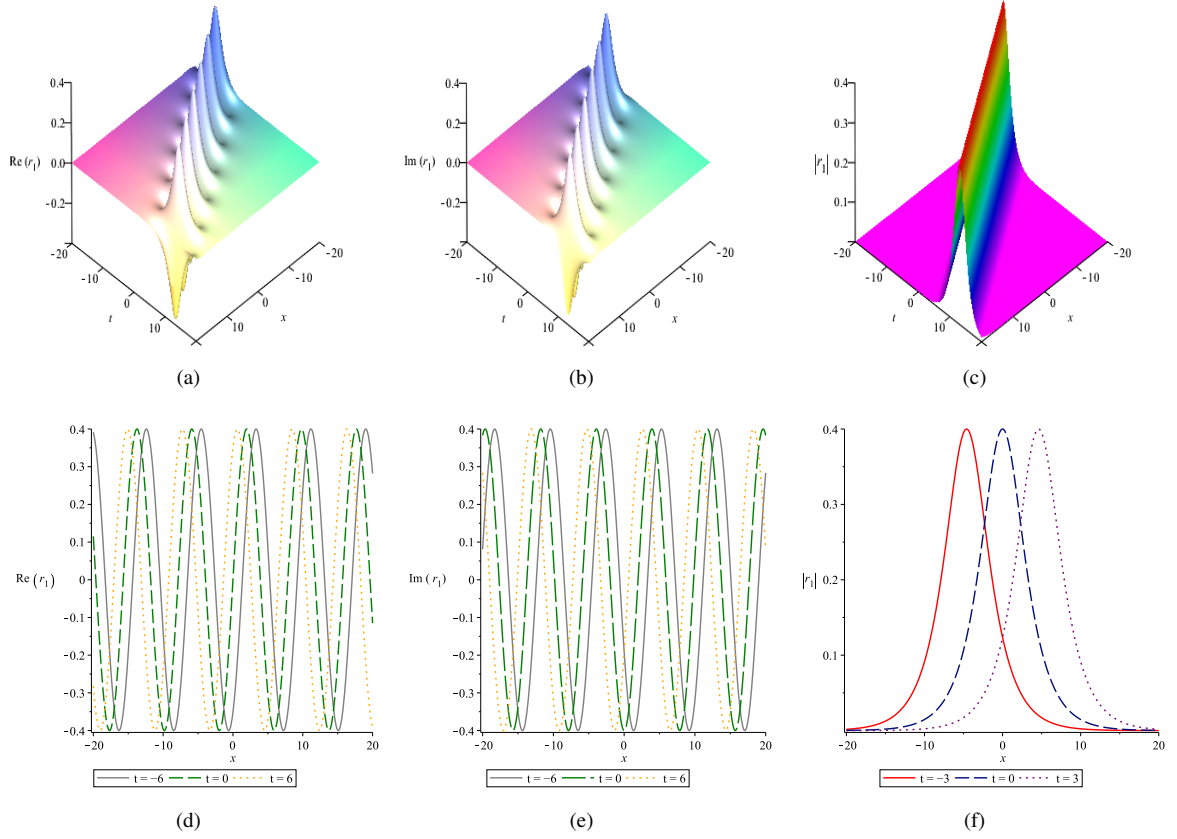 0.4
0.2
Re(r₁) 0.0
-0.2
-20
-10
0
t
10
-20
-10
0
x
10
(a)
0.4
0.2
Im(r₁) 0.0
-0.2
-20
-10
0
t
10
-20
-10
0
x
10
(b)
0.4
0.3
|r₁| 0.2
0.1
-20
-10
0
t
10
-20
-10
0
x
10
(c)
0.4
0.3
0.2
0.1
Re(r₁) 0
-0.1
-0.2
-0.3
-0.4
-20 -10 0 10 20
x
t = −6 t = 0 t = 6
(d)
0.4
0.3
0.2
0.1
Im(r₁) 0
-0.1
-0.2
-0.3
-0.4
-20 -10 0 10 20
x
t = −6 t = 0 t = 6
(e)
0.4
0.3
|r₁| 0.2
0.1
-20 -10 0 10 20
x
t = −3 t = 0 t = 3
(f)